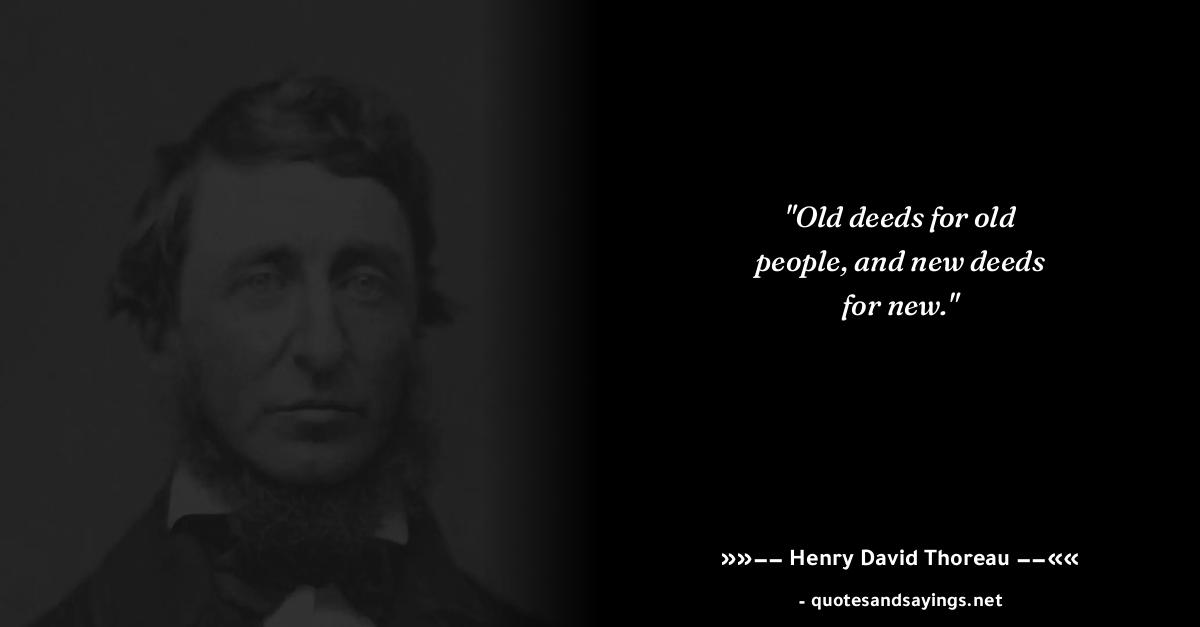 "Old deeds for old
people, and new deeds
for new."
»»–– Henry David Thoreau ––««
- quotesandsayings.net